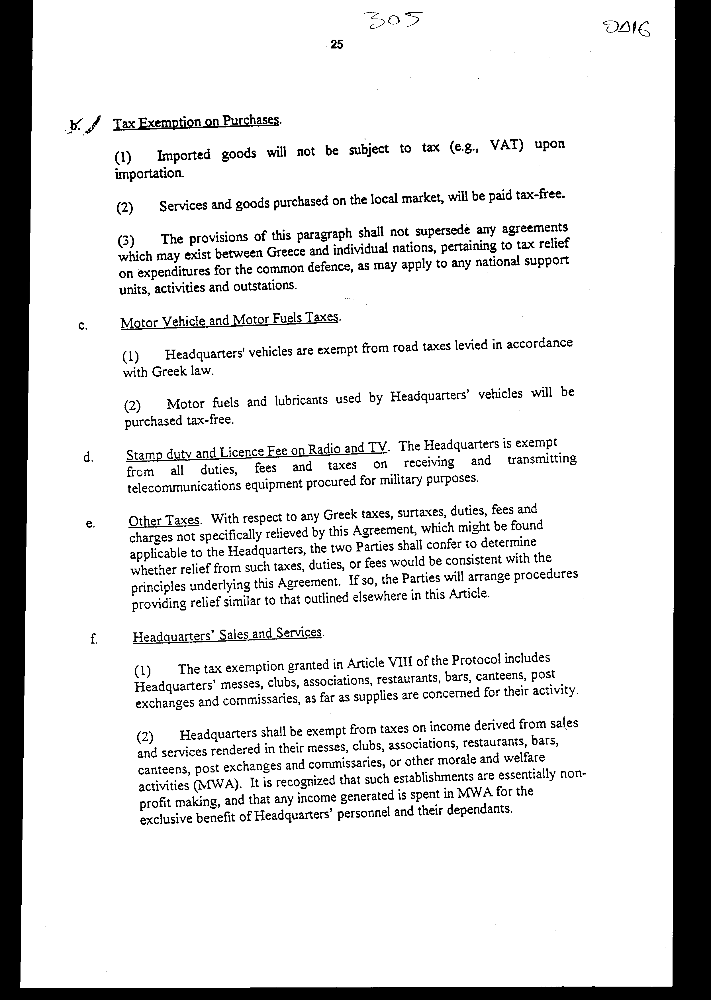 305
25
b. Tax Exemption on Purchases.
(1) Imported goods will not be subject to tax (e.g., VAT) upon
importation.
(2) Services and goods purchased on the local market, will be paid tax-free.
(3) The provisions of this paragraph shall not supersede any agreements
which may exist between Greece and individual nations, pertaining to tax relief
on expenditures for the common defence, as may apply to any national support
units, activities and outstations.
c. Motor Vehicle and Motor Fuels Taxes.
(1) Headquarters' vehicles are exempt from road taxes levied in accordance
with Greek law.
(2) Motor fuels and lubricants used by Headquarters’ vehicles will be
purchased tax-free.
d. Stamp duty and Licence Fee on Radio and TV. The Headquarters is exempt
from all duties, fees and taxes on receiving and transmitting
telecommunications equipment procured for military purposes.
e. Other Taxes. With respect to any Greek taxes, surtaxes, duties, fees and
charges not specifically relieved by this Agreement, which might be found
applicable to the Headquarters, the two Parties shall confer to determine
whether relief from such taxes, duties, or fees would be consistent with the
principles underlying this Agreement. If so, the Parties will arrange procedures
providing relief similar to that outlined elsewhere in this Article.
f. Headquarters’ Sales and Services.
(1) The tax exemption granted in Article VIII of the Protocol includes
Headquarters’ messes, clubs, associations, restaurants, bars, canteens, post
exchanges and commissaries, as far as supplies are concerned for their activity.
(2) Headquarters shall be exempt from taxes on income derived from sales
and services rendered in their messes, clubs, associations, restaurants, bars,
canteens, post exchanges and commissaries, or other morale and welfare
activities (MWA). It is recognized that such establishments are essentially non-
profit making, and that any income generated is spent in MWA for the
exclusive benefit of Headquarters’ personnel and their dependants.